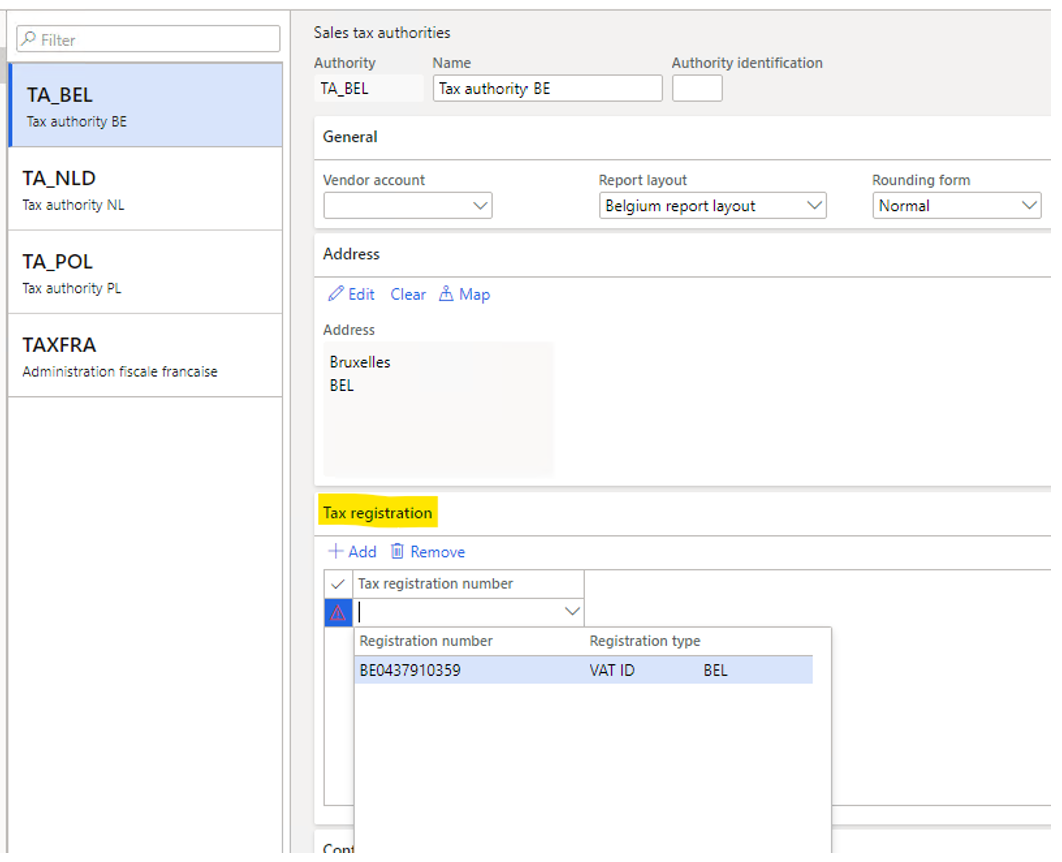 Filter
TA_BEL
Tax authority BE
TA_NLD
Tax authority NL
TA_POL
Tax authority PL
TAXFRA
Administration fiscale francaise
Sales tax authorities
Authority Name Authority identification
TA_BEL Tax authority BE
General
Vendor account Report layout Rounding form
Belgium report layout Normal
Address
Edit Clear Map
Address
Bruxelles
BEL
Tax registration
Add Remove
Tax registration number
Registration number Registration type
BE0437910359 VAT ID BEL